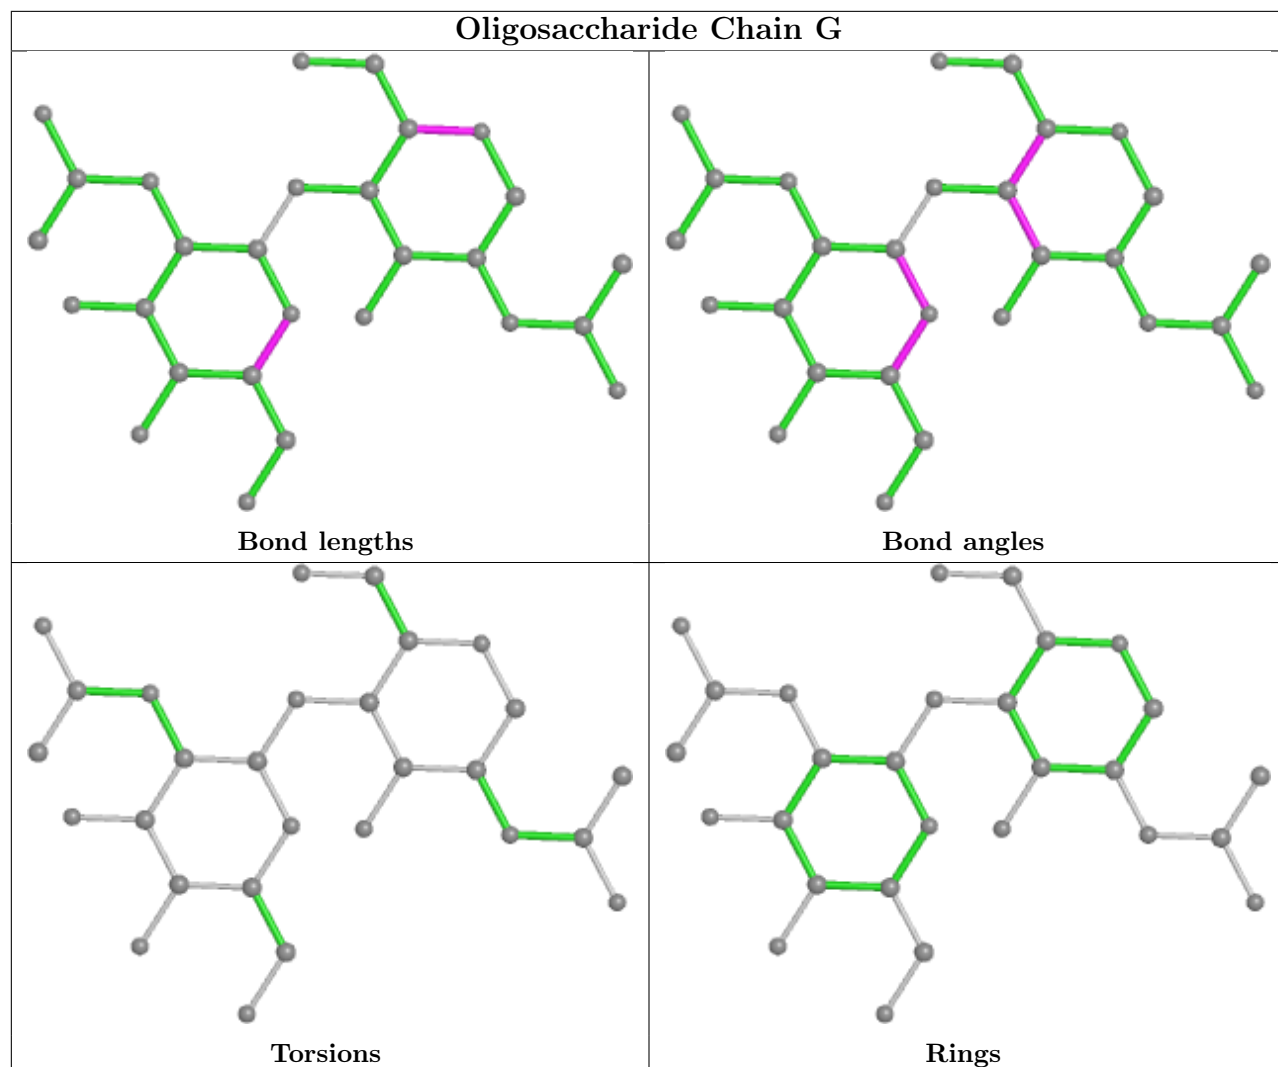 Oligosaccharide Chain G
Bond lengths
Bond angles
Torsions
Rings